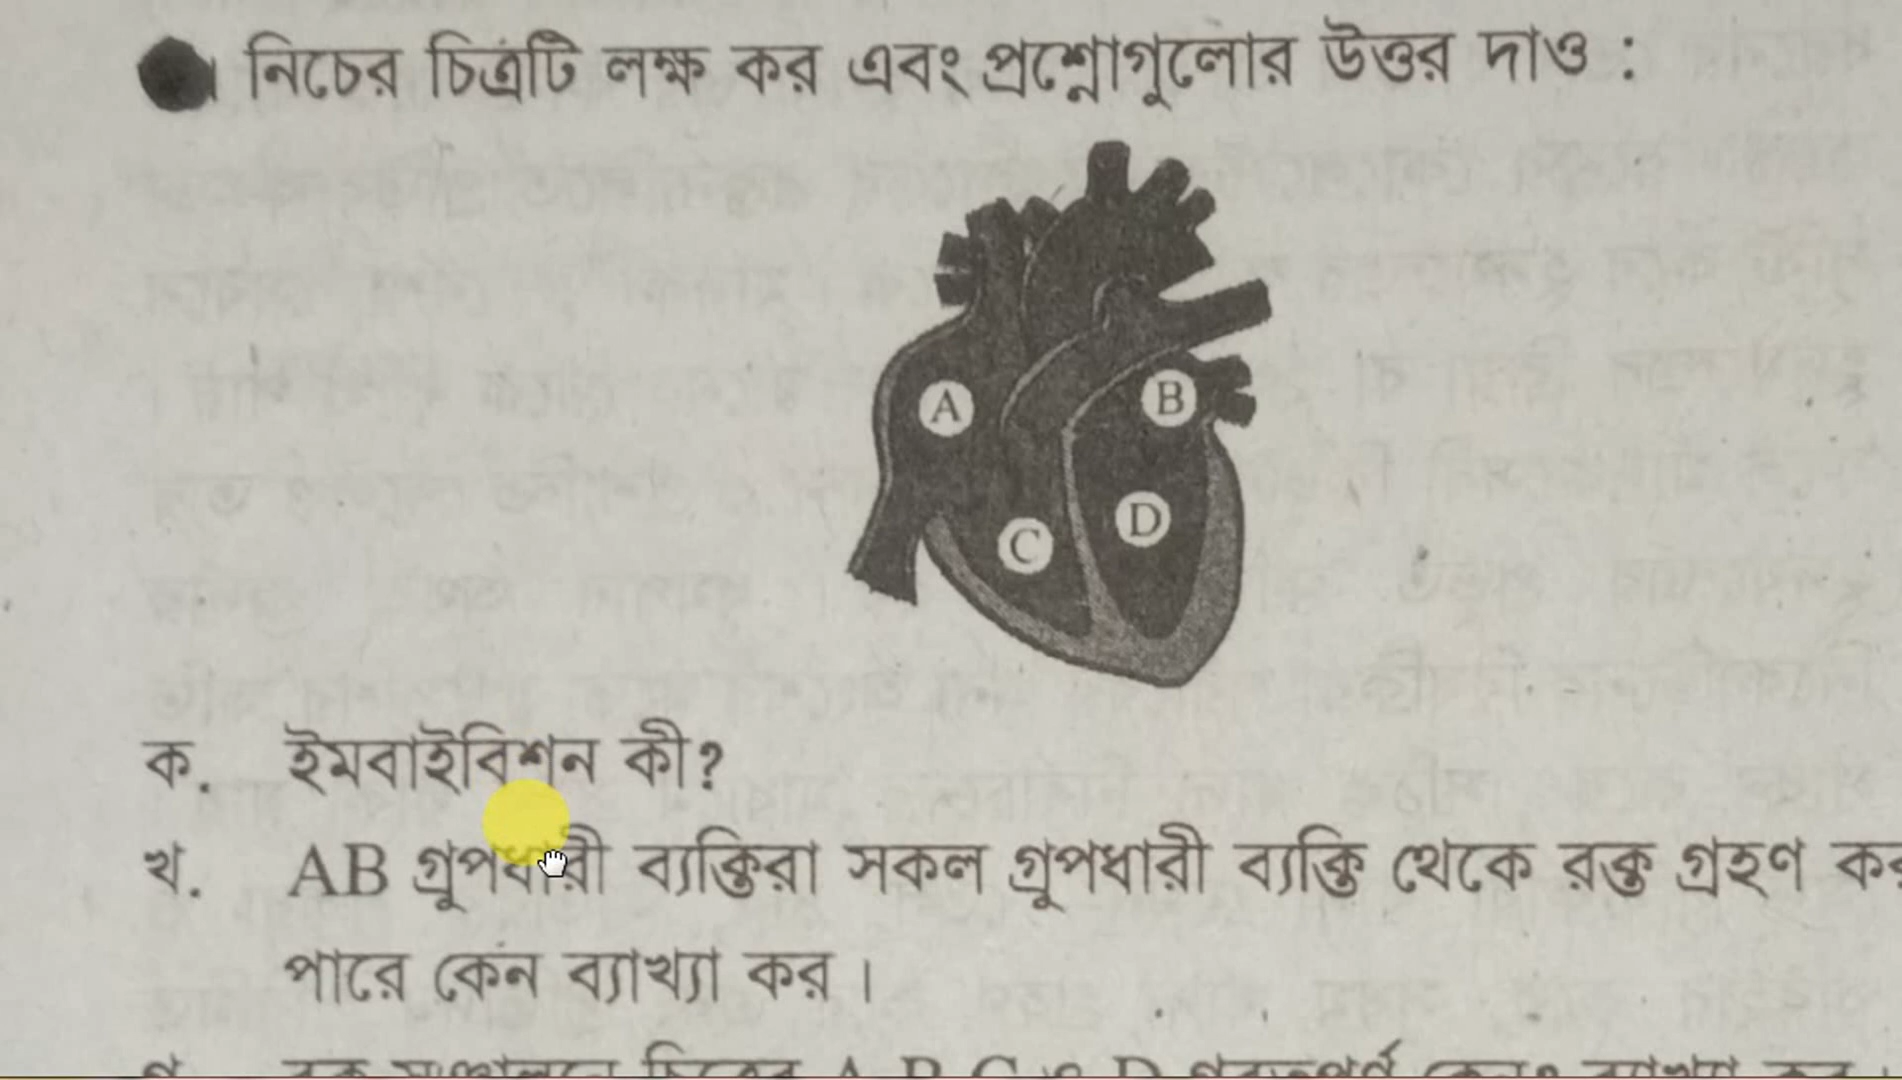 নিচের চিত্রটি লক্ষ কর এবং প্রশ্নোগুলোর উত্তর দাও :
A
B
C
D
ক. ইমবাইবিশন কী?
খ. AB গ্রুপধারী ব্যক্তিরা সকল গ্রুপধারী ব্যক্তি থেকে রক্ত গ্রহণ
পারে কেন ব্যাখ্যা কর।